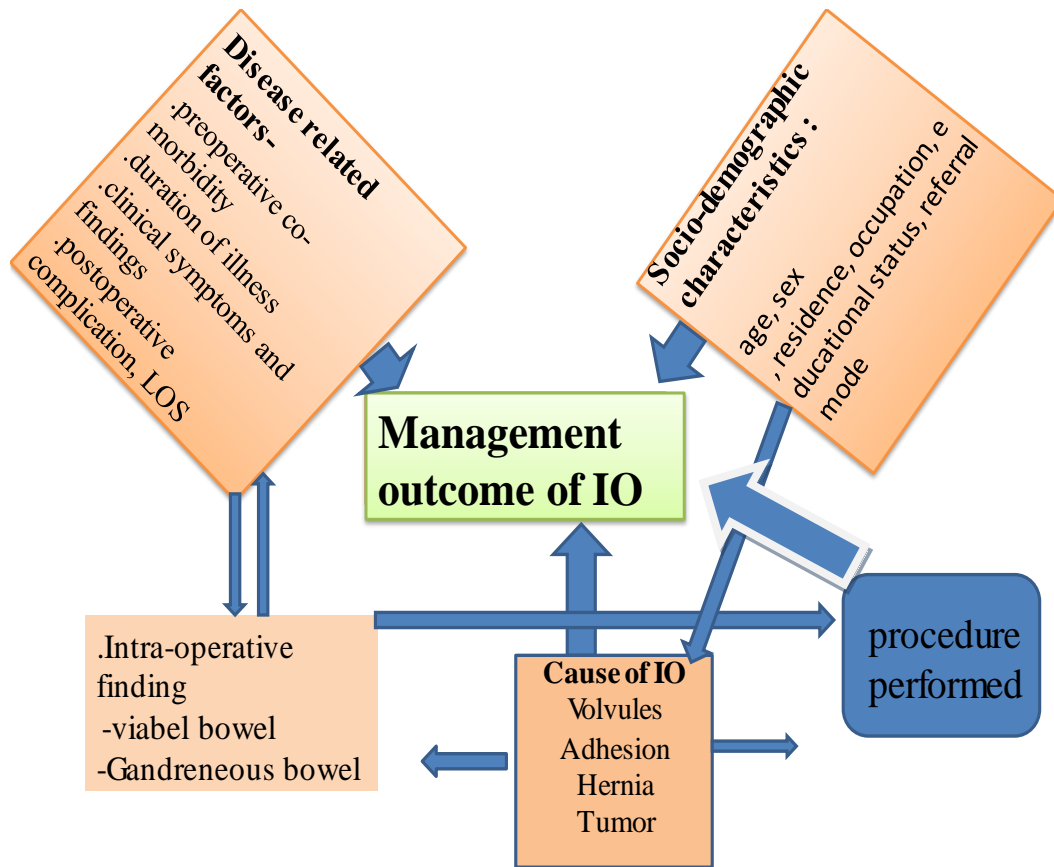 Disease related
factors-
.preoperative co-
morbidity
.duration of illness
.clinical symptoms and
findings
.postoperative
complication, LOS
Socio-demographic
characteristics :
age, sex
, residence, occupation, e
ducational status, referral
mode
Management
outcome of IO
.Intra-operative
finding
-viabel bowel
-Gandreneous bowel
Cause of IO
Volvules
Adhesion
Hernia
Tumor
procedure
performed